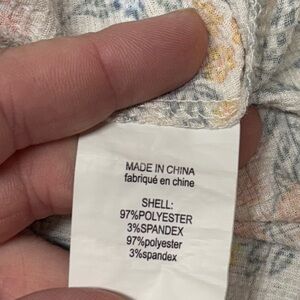 MADE IN CHINA
fabriqué en chine
SHELL:
97%POLYESTER
3%SPANDEX
97%polyester
3%spandex